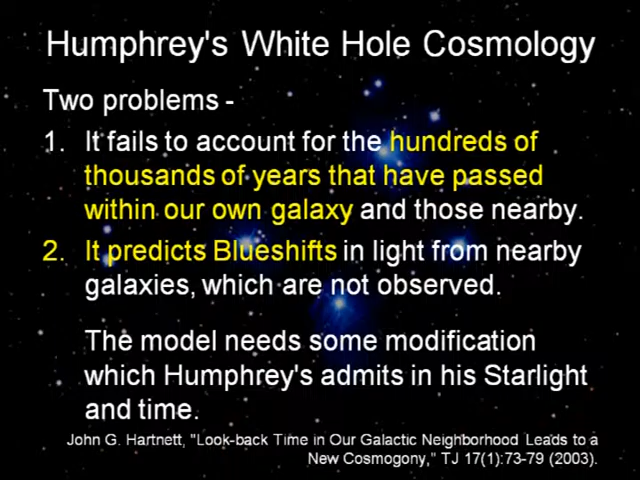 Humphrey's White Hole Cosmology
Two problems -
1. It fails to account for the hundreds of
thousands of years that have passed
within our own galaxy and those nearby.
2. It predicts Blueshifts in light from nearby
galaxies, which are not observed.
The model needs some modification
which Humphrey's admits in his Starlight
and time.
John G. Hartnett, "Look-back Time in Our Galactic Neighborhood Leads to a
New Cosmogony," TJ 17(1):73-79 (2003).